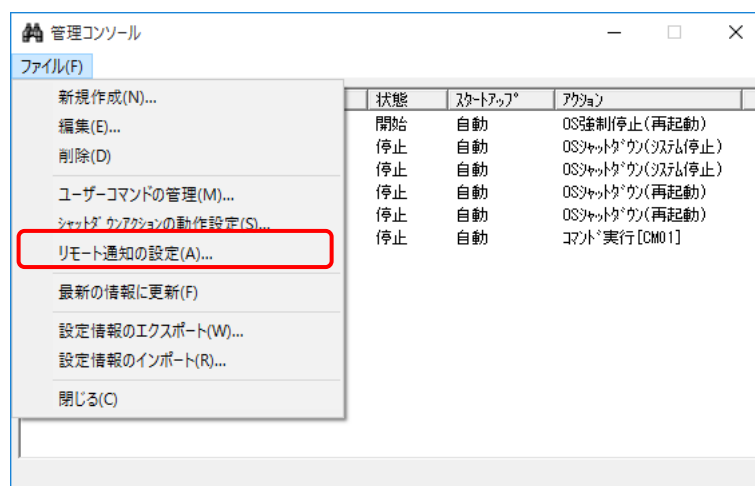 管理コンソール
ファイル(F)
新規作成(N)...
編集(E)...
削除(D)
ユーザーコマンドの管理(M)...
ｼｬｯﾄﾀﾞｳﾝｱｸｼｮﾝの動作設定(S)...
リモート通知の設定(A)...
最新の情報に更新(F)
設定情報のエクスポート(W)...
設定情報のインポート(R)...
閉じる(C)
状態 ｽﾀｰﾄｱｯﾌﾟ ｱｸｼｮﾝ
開始 自動 OS強制停止(再起動)
停止 自動 OSｼｬｯﾄﾀﾞｳﾝ(ｼｽﾃﾑ停止)
停止 自動 OSｼｬｯﾄﾀﾞｳﾝ(ｼｽﾃﾑ停止)
停止 自動 OSｼｬｯﾄﾀﾞｳﾝ(再起動)
停止 自動 OSｼｬｯﾄﾀﾞｳﾝ(再起動)
停止 自動 ｺﾏﾝﾄﾞ実行[CM01]